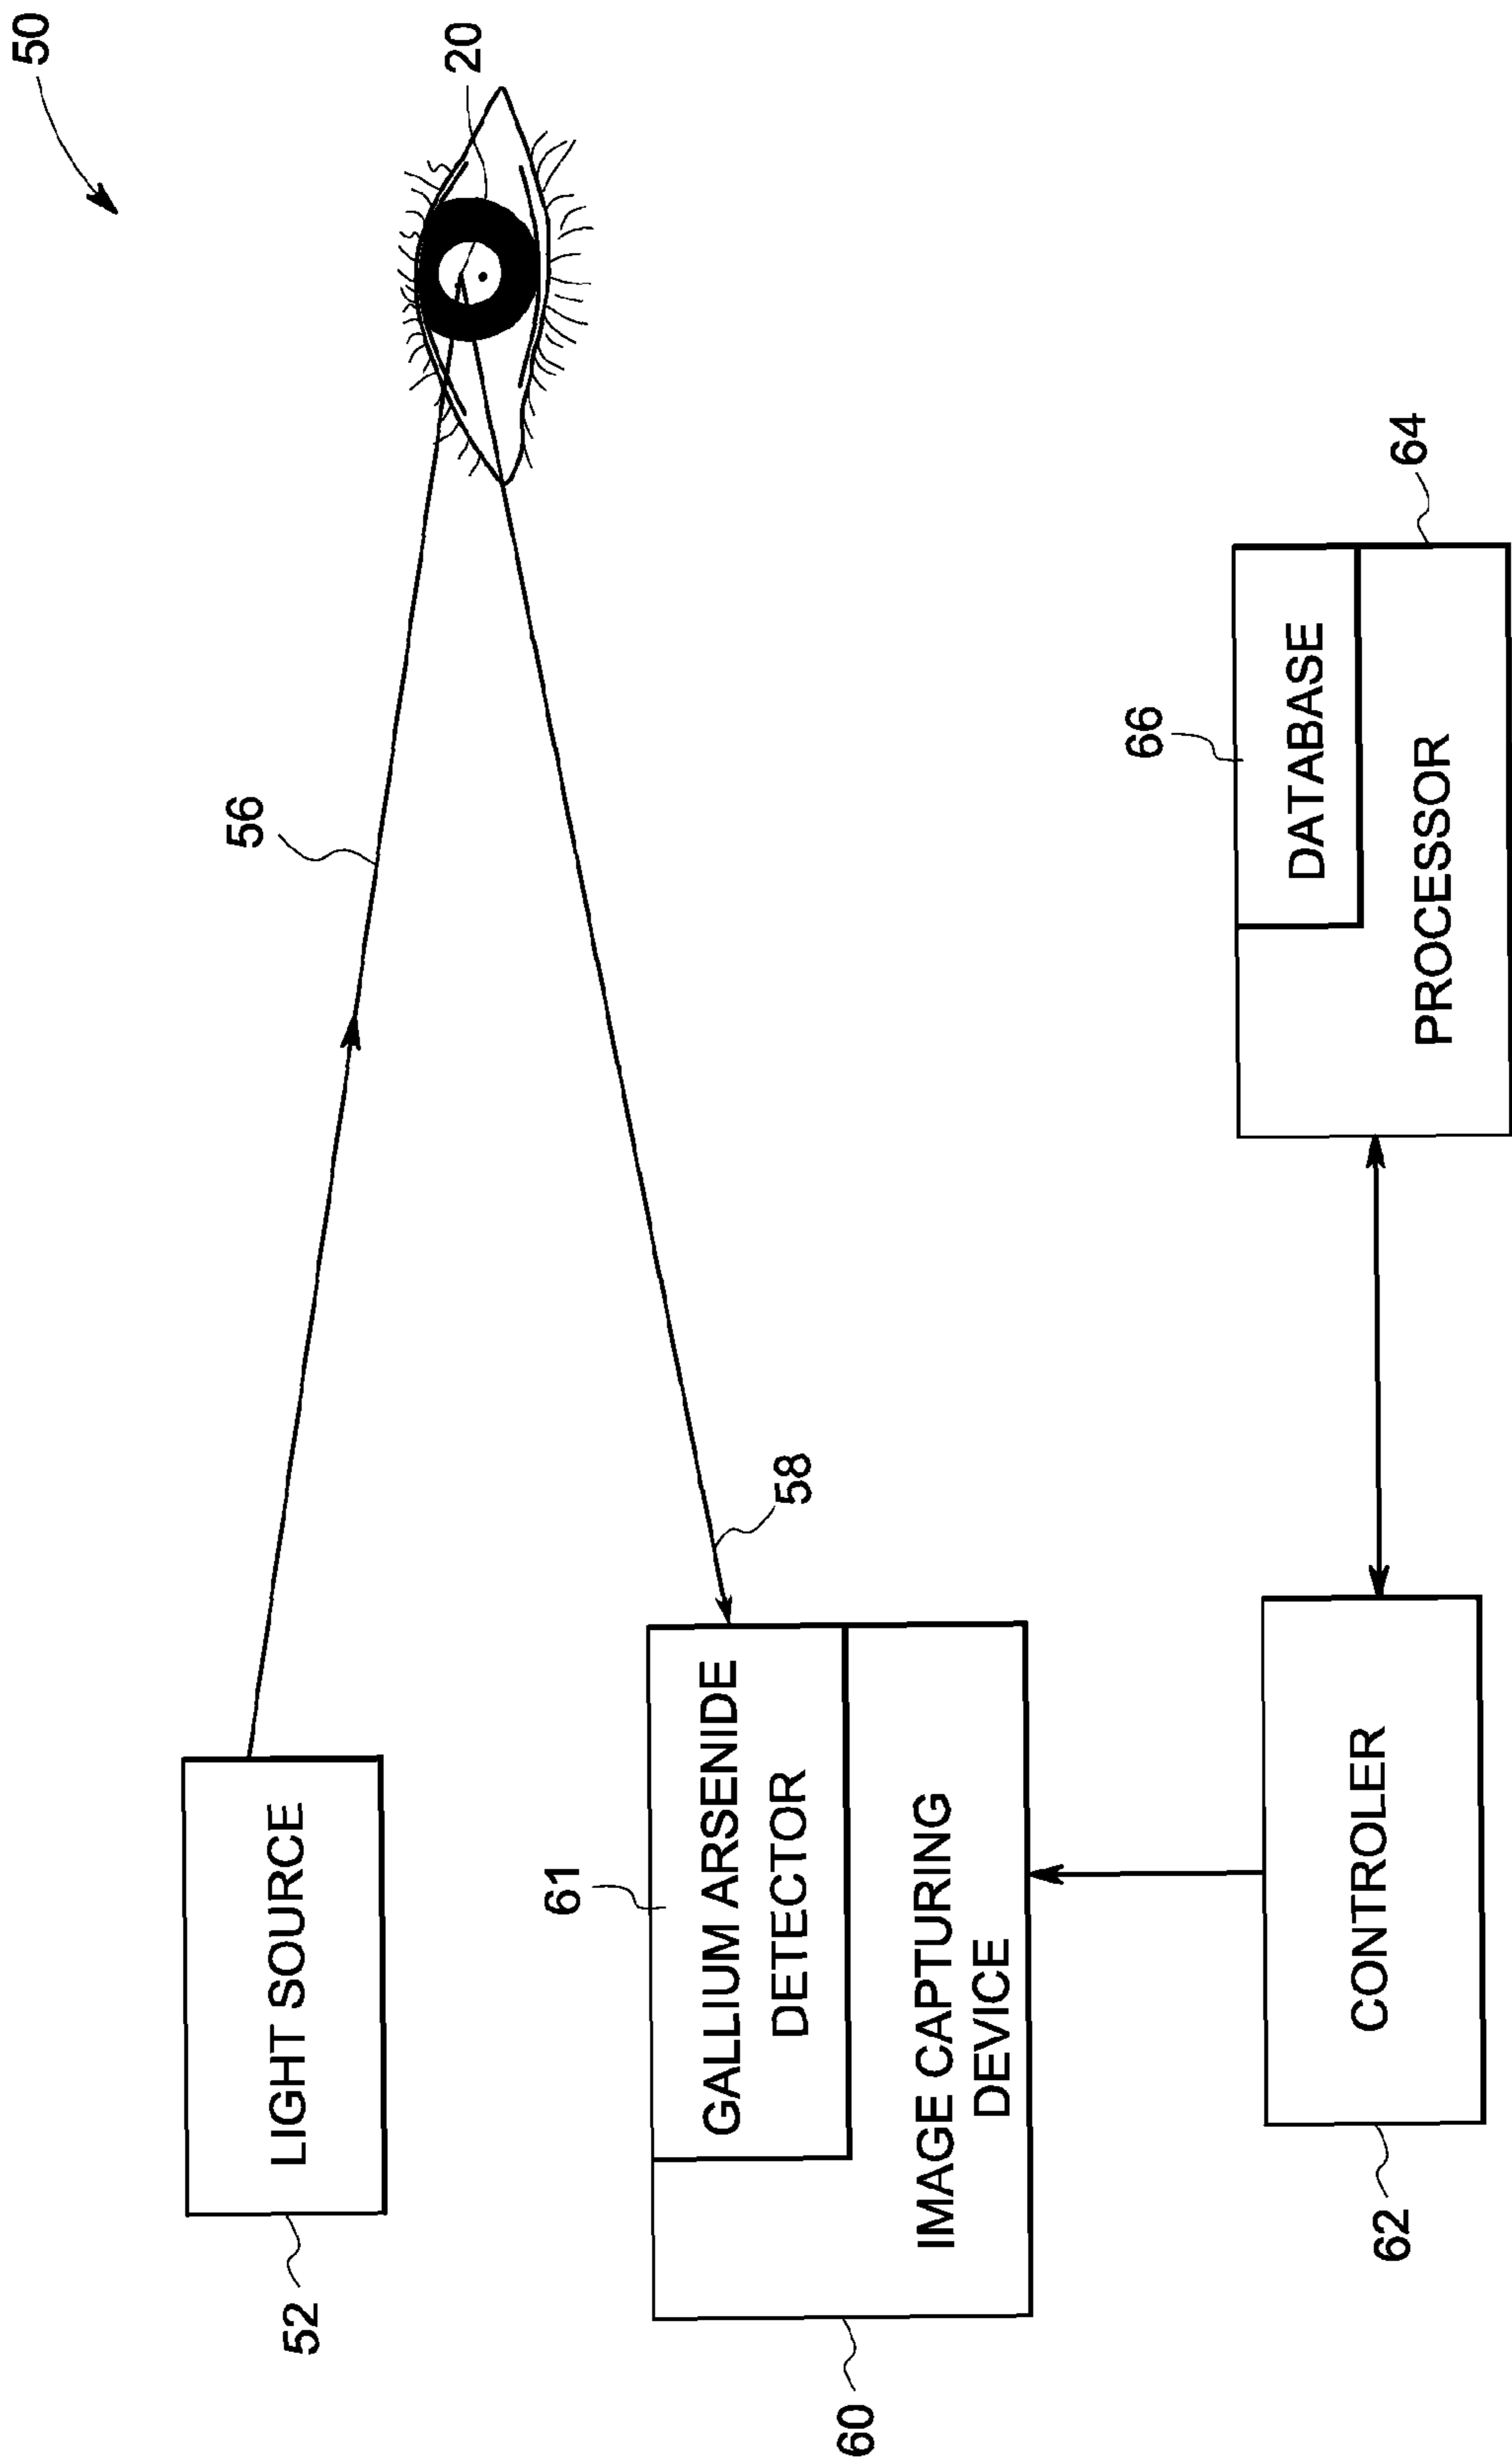 50
20
56
LIGHT SOURCE
52
58
61
GALLIUM ARSENIDE
DETECTOR
IMAGE CAPTURING
DEVICE
60
66
DATABASE
PROCESSOR
64
CONTROLER
62